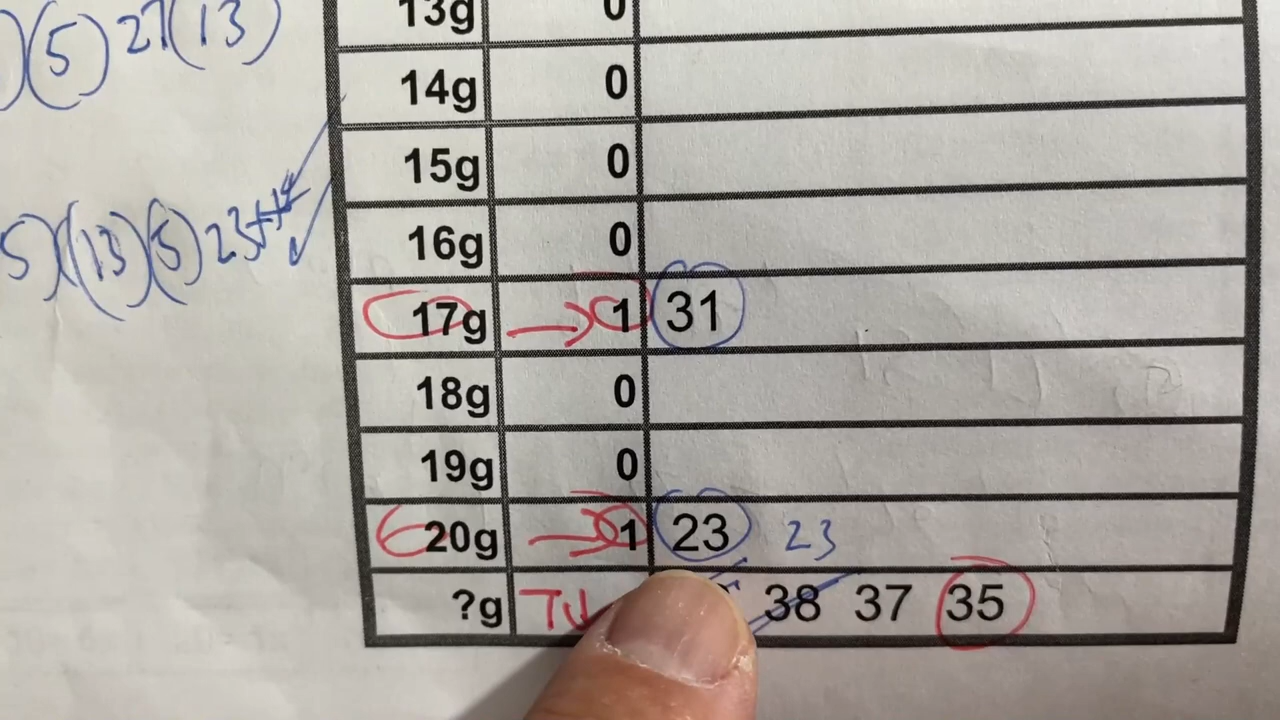 13g 0
(5) 27(13)
14g 0
15g 0
16g 0
5)(13)(5)23
17g 1 31
18g 0
19g 0
20g 1 23 23
?g 38 37 35